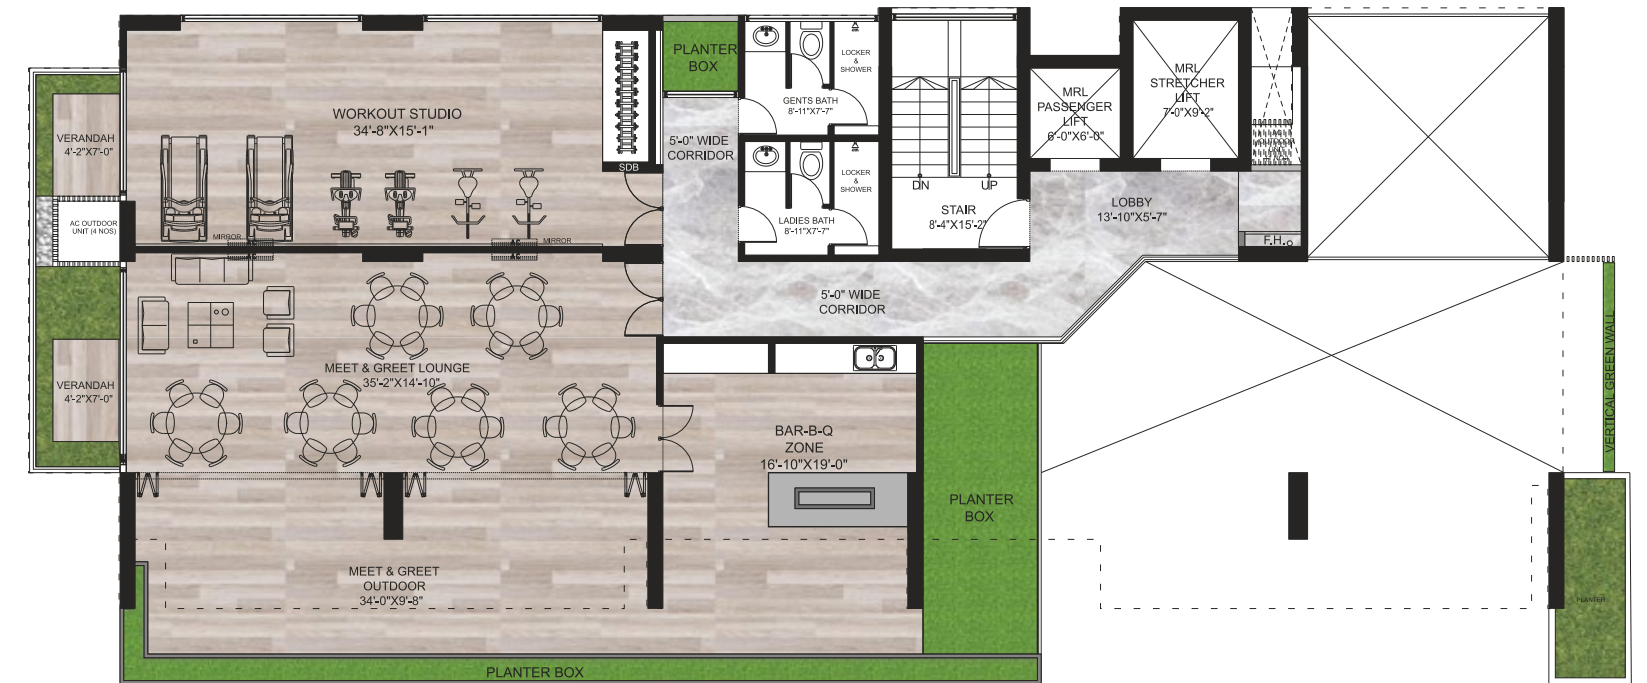 PLANTER
BOX
LOCKER
&
SHOWER
GENTS BATH
8'-11"X7'-7"
MRL
PASSENGER
LIFT
6'-0"X6'-0"
MRL
STRETCHER
LIFT
7'-0"X9'-2"
WORKOUT STUDIO
34'-8"X15'-1"
VERANDAH
4'-2"X7'-0"
5'-0" WIDE
CORRIDOR
SDB
LOCKER
&
SHOWER
LADIES BATH
8'-11"X7'-7"
DN
UP
STAIR
8'-4"X15'-2"
LOBBY
13'-10"X5'-7"
F.H.
AC OUTDOOR
UNIT (4 NOS)
MIRROR
AC
AC
MIRROR
AC
AC
5'-0" WIDE
CORRIDOR
MEET & GREET LOUNGE
35'-2"X14'-10"
VERANDAH
4'-2"X7'-0"
VERTICAL GREEN WALL
BAR-B-Q
ZONE
16'-10"X19'-0"
PLANTER
BOX
MEET & GREET
OUTDOOR
34'-0"X9'-8"
PLANTER
PLANTER BOX